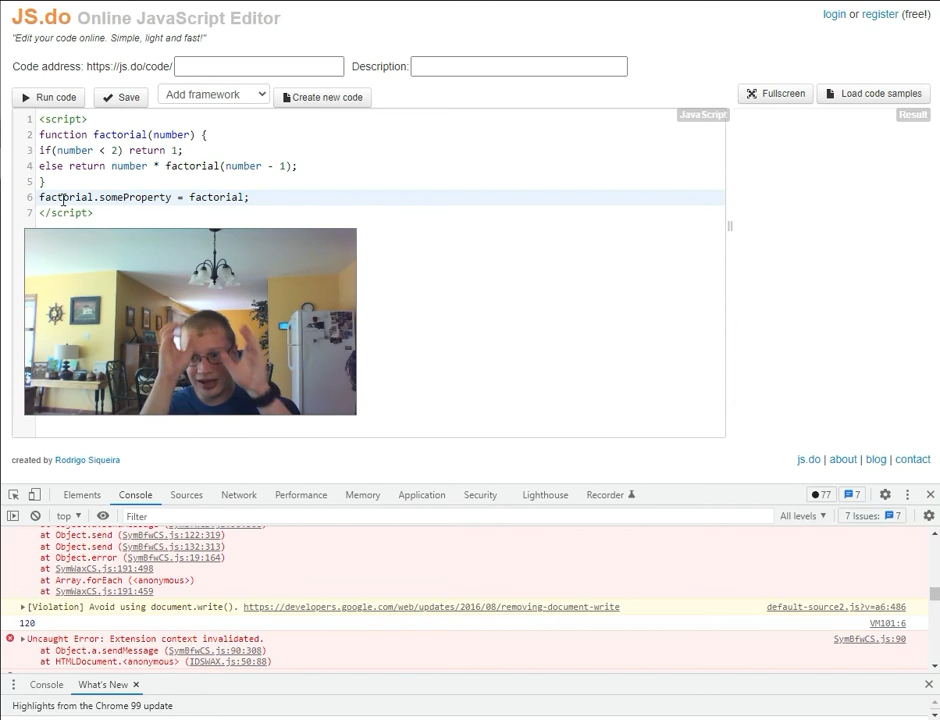 JS.do Online JavaScript Editor
login or register (free!)
"Edit your code online. Simple, light and fast!"
Code address: https://js.do/code/ Description:
Run code Save Add framework Create new code Fullscreen Load code samples
JavaScript Result
1 <script>
2 function factorial(number) {
3 if(number < 2) return 1;
4 else return number * factorial(number - 1);
5 }
6 factorial.someProperty = factorial;
7 </script>
created by Rodrigo Siqueira
js.do | about | blog | contact
Elements Console Sources Network Performance Memory Application Security Lighthouse Recorder 77 7
top Filter All levels 7 Issues: 7
at Object.send (SymBfwCS.js:122:319)
at Object.send (SymBfwCS.js:132:313)
at Object.error (SymBfwCS.js:19:164)
at SymWaxCS.js:191:498
at Array.forEach (<anonymous>)
at SymWaxCS.js:191:459
[Violation] Avoid using document.write(). https://developers.google.com/web/updates/2016/08/removing-document-write default-source2.js?v=a6:486
120 VM101:6
Uncaught Error: Extension context invalidated. SymBfwCS.js:90
at Object.a.sendMessage (SymBfwCS.js:90:308)
at HTMLDocument.<anonymous> (IDSWAX.js:50:88)
Console What's New
Highlights from the Chrome 99 update